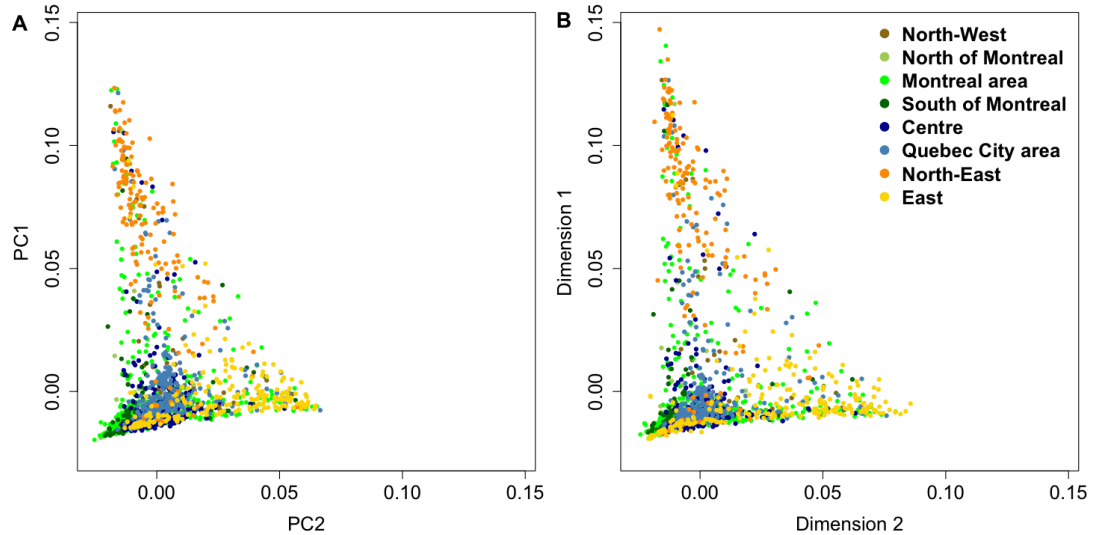 A
0.15
0.10
0.05
0.00
PC1
0.00 0.05 0.10 0.15
PC2
B
0.15
0.10
0.05
0.00
Dimension 1
0.00 0.05 0.10 0.15
Dimension 2
North-West
North of Montreal
Montreal area
South of Montreal
Centre
Quebec City area
North-East
East